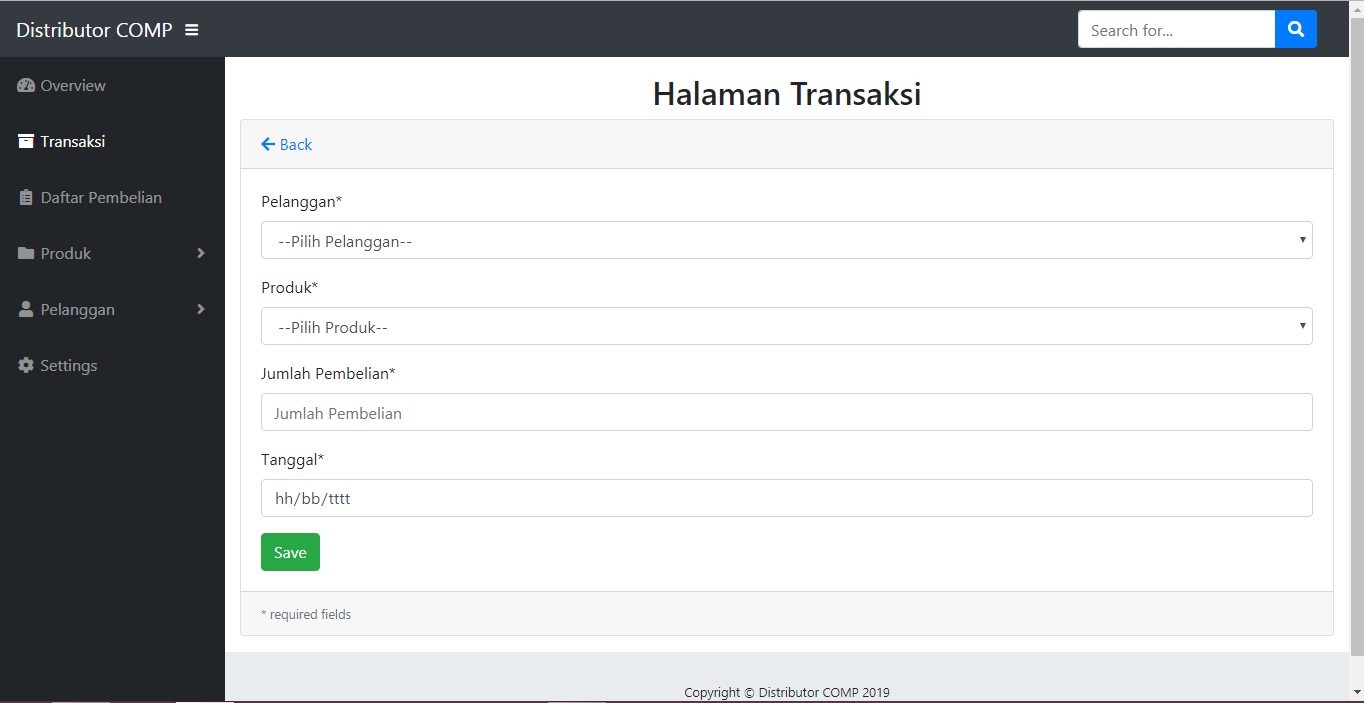 Distributor COMP
Search for...
Overview
Transaksi
Daftar Pembelian
Produk
Pelanggan
Settings
Halaman Transaksi
Back
Pelanggan*
--Pilih Pelanggan--
Produk*
--Pilih Produk--
Jumlah Pembelian*
Jumlah Pembelian
Tanggal*
hh/bb/tttt
Save
* required fields
Copyright © Distributor COMP 2019